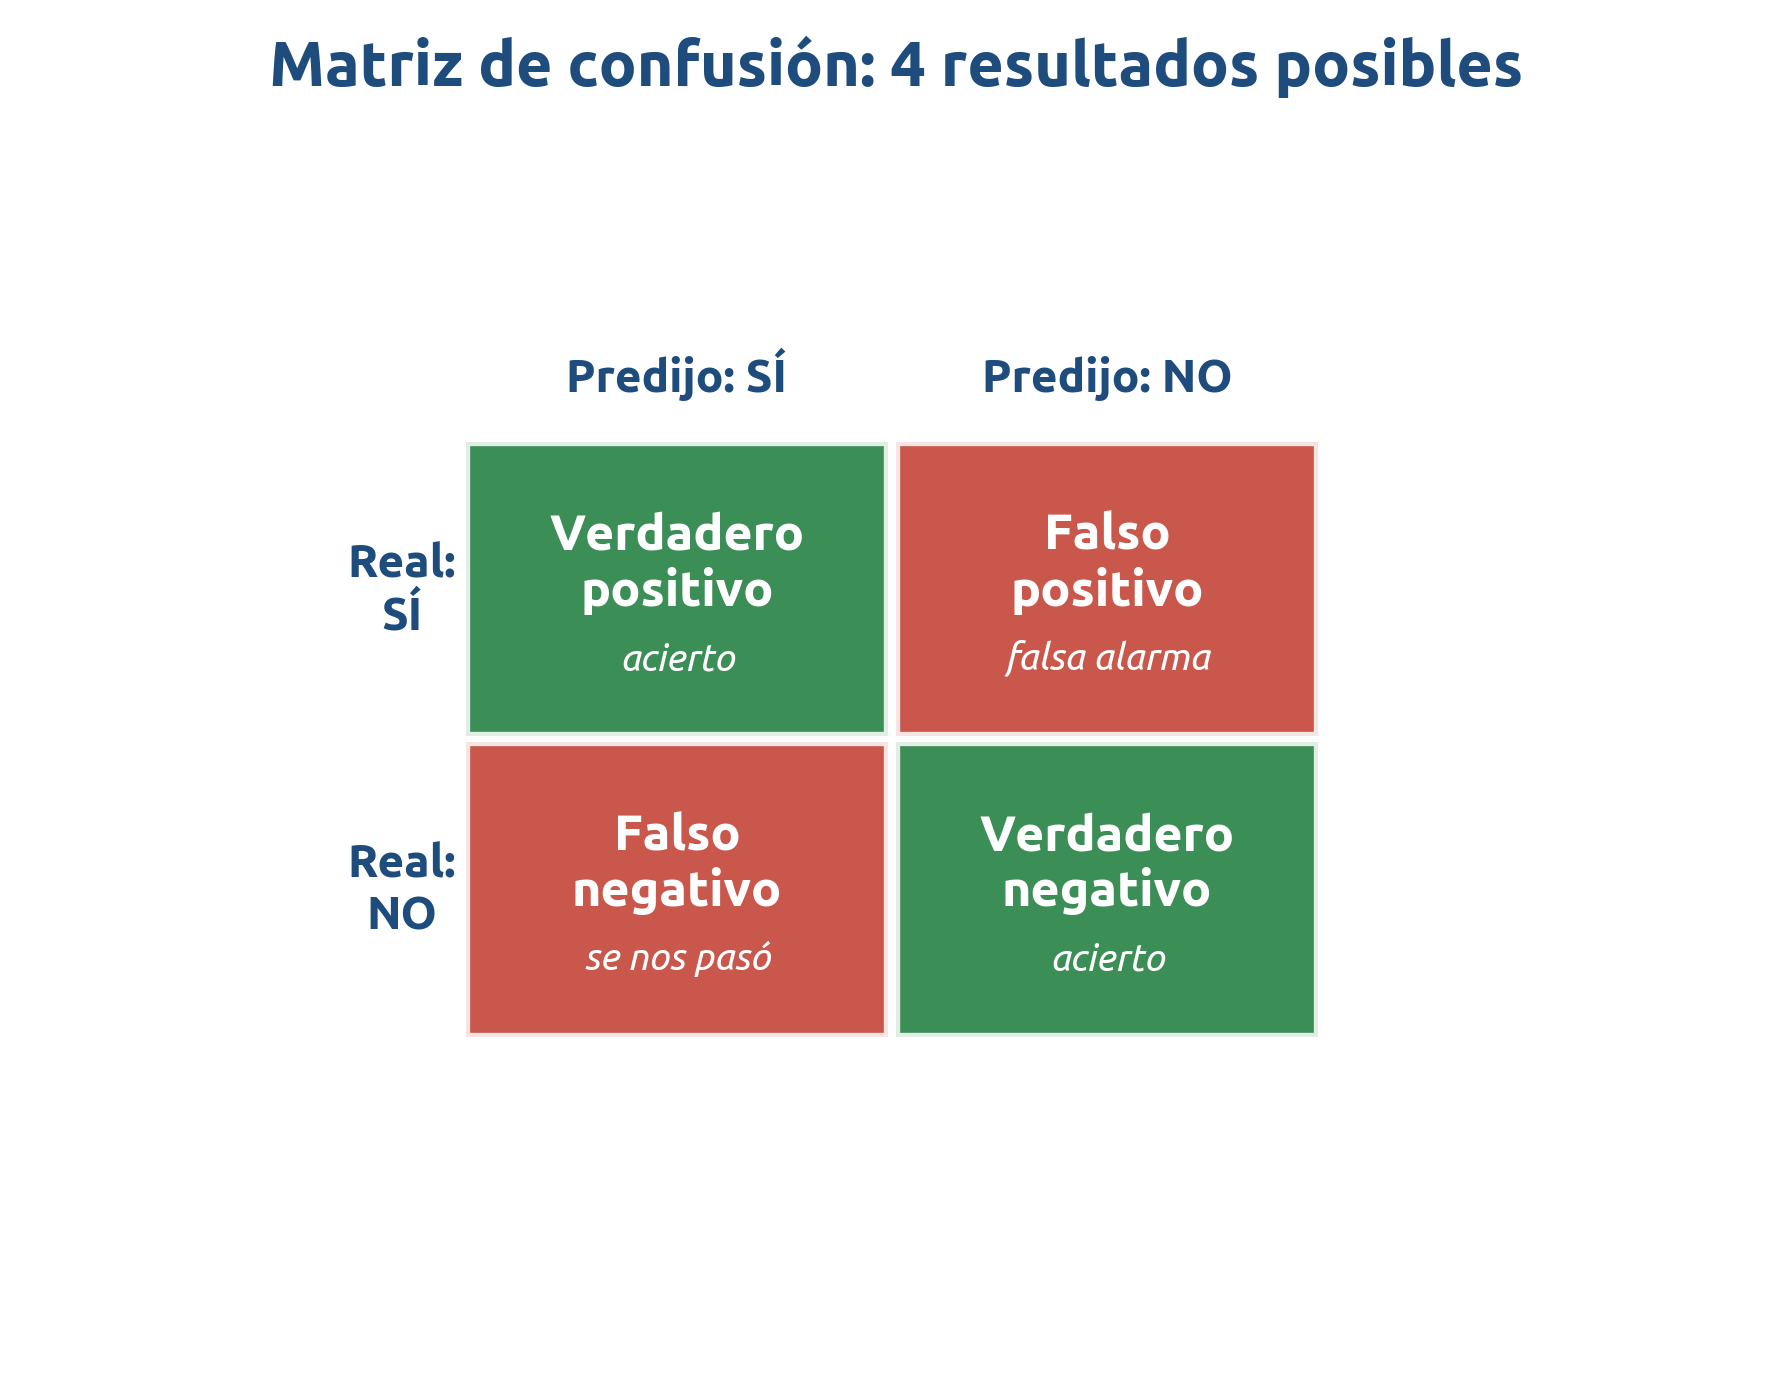 Matriz de confusión: 4 resultados posibles
Predijo: SÍ
Predijo: NO
Real:
SÍ
Verdadero
positivo
acierto
Falso
positivo
falsa alarma
Real:
NO
Falso
negativo
se nos pasó
Verdadero
negativo
acierto